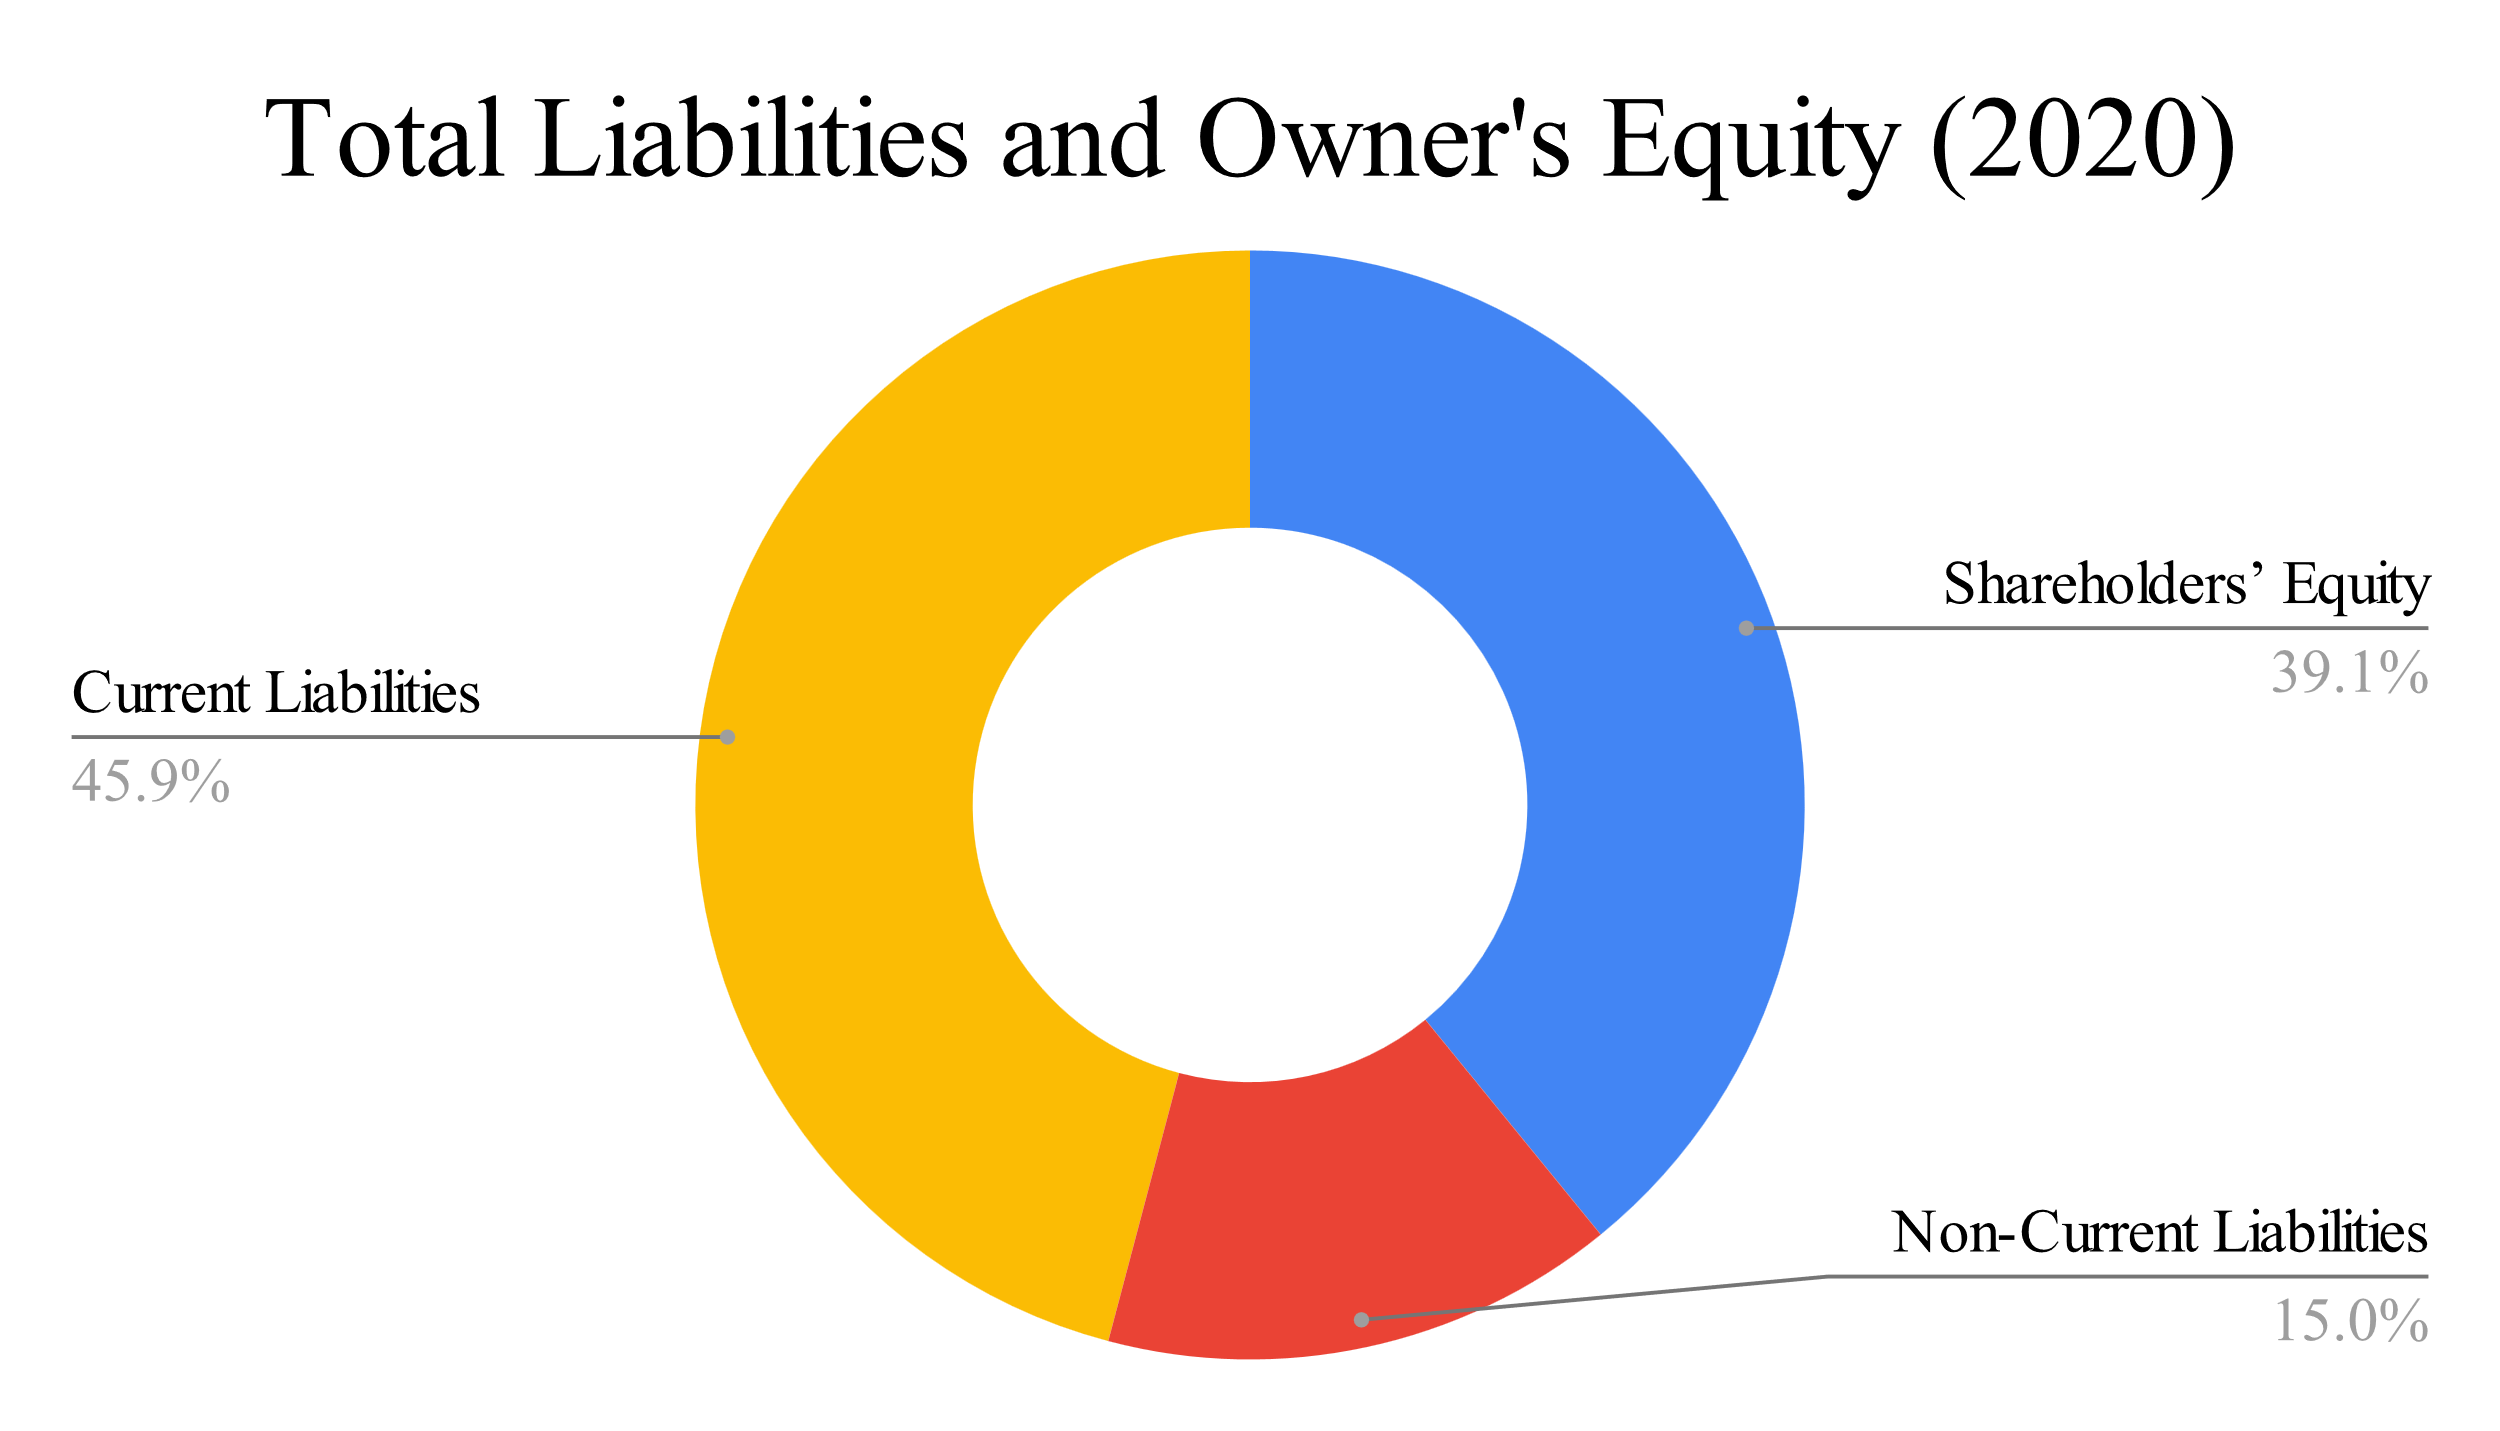 Total Liabilities and Owner's Equity (2020)
Shareholders’ Equity
39.1%
Current Liabilities
45.9%
Non-Current Liabilities
15.0%